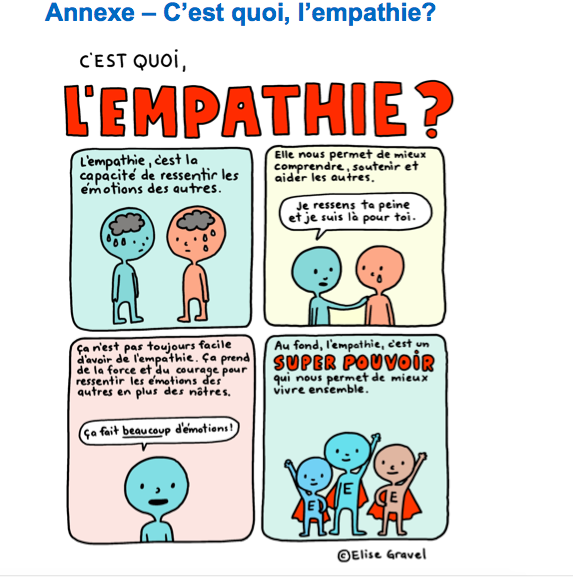 Annexe – C’est quoi, l’empathie?
C'EST QUOI,
L'EMPATHIE?
L'empathie, c'est la
capacité de ressentir les
émotions des autres.
Elle nous permet de mieux
comprendre, soutenir et
aider les autres.
Je ressens ta peine
et je suis là pour toi.
Ça n'est pas toujours facile
d'avoir de l'empathie. Ça prend
de la force et du courage pour
ressentir les émotions des
autres en plus des nôtres.
Ça fait beaucoup d'émotions!
Au fond, l'empathie, c'est un
SUPER POUVOIR
qui nous permet de mieux
vivre ensemble.
E
E
E
©Elise Gravel